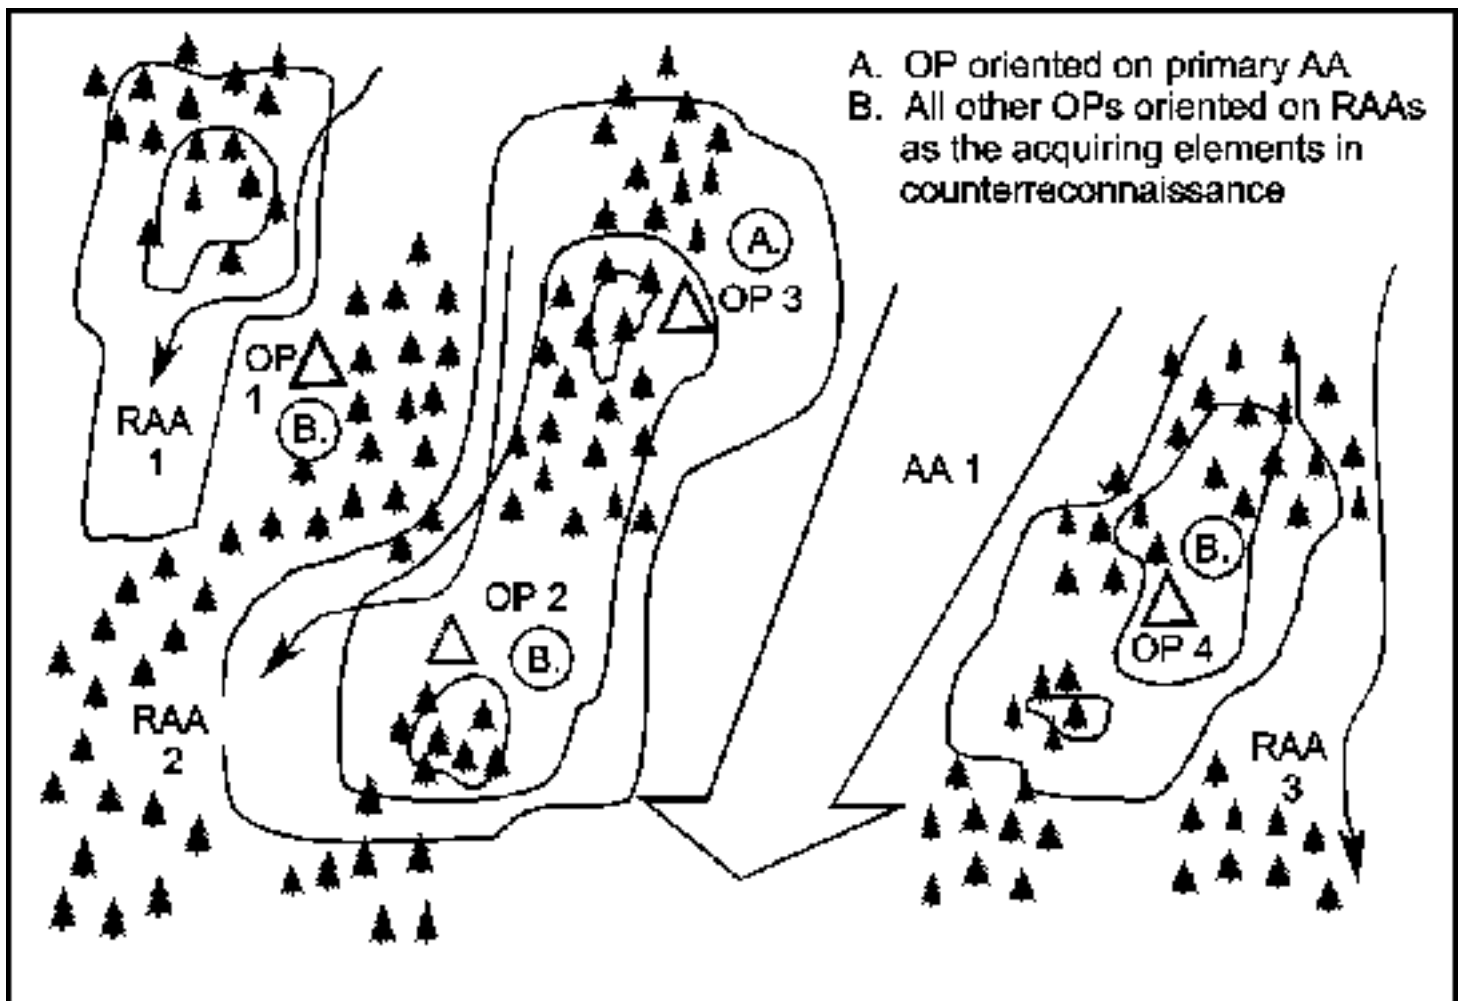 A. OP oriented on primary AA
B. All other OPs oriented on RAAs
as the acquiring elements in
counterreconnaissance
A.
OP 3
OP
1
B.
RAA
1
AA 1
B.
OP 4
OP 2
B.
RAA
2
RAA
3